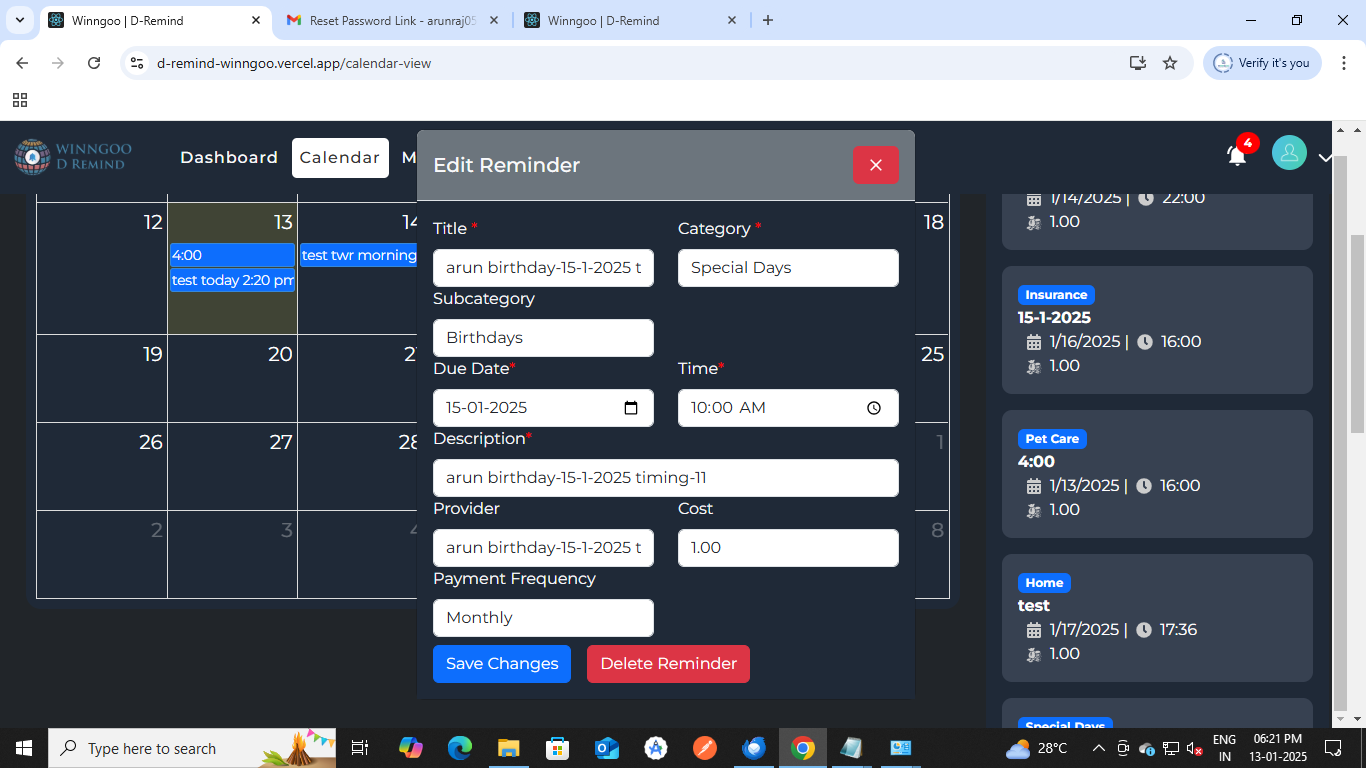 Winngoo | D-Remind
Reset Password Link - arunraj05
Winngoo | D-Remind
d-remind-winngoo.vercel.app/calendar-view
Verify it's you
WINNGOO
D REMIND
Dashboard
Calendar
M
4
Edit Reminder
Title *
Category *
arun birthday-15-1-2025 t
Special Days
Subcategory
Birthdays
Due Date*
Time*
15-01-2025
10:00 AM
Description*
arun birthday-15-1-2025 timing-11
Provider
Cost
arun birthday-15-1-2025 t
1.00
Payment Frequency
Monthly
Save Changes
Delete Reminder
12
13
14
18
4:00
test twr morning
test today 2:20 pm
19
20
21
25
26
27
28
1
2
3
4
8
1/14/2025 | 22:00
1.00
Insurance
15-1-2025
1/16/2025 | 16:00
1.00
Pet Care
4:00
1/13/2025 | 16:00
1.00
Home
test
1/17/2025 | 17:36
1.00
Special Days
Type here to search
28°C
ENG
IN
06:21 PM
13-01-2025